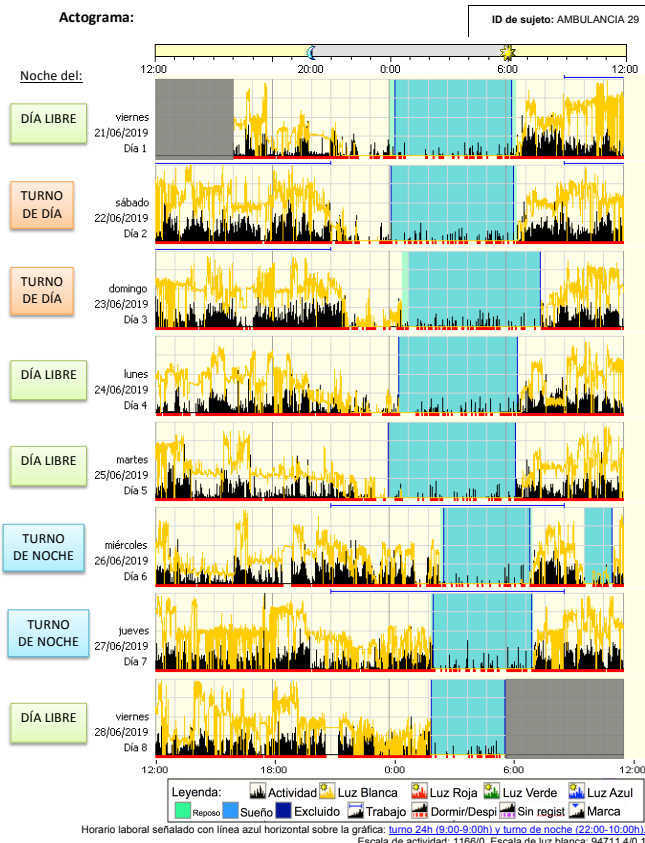 Actograma:
ID de sujeto: AMBULANCIA 29
12:00 20:00 0:00 6:00 12:00
Noche del:
DÍA LIBRE
viernes
21/06/2019
Día 1
TURNO
DE DÍA
sábado
22/06/2019
Día 2
TURNO
DE DÍA
domingo
23/06/2019
Día 3
DÍA LIBRE
lunes
24/06/2019
Día 4
DÍA LIBRE
martes
25/06/2019
Día 5
TURNO
DE NOCHE
miércoles
26/06/2019
Día 6
TURNO
DE NOCHE
jueves
27/06/2019
Día 7
DÍA LIBRE
viernes
28/06/2019
Día 8
12:00 18:00 0:00 6:00 12:00
Leyenda: Actividad Luz Blanca Luz Roja Luz Verde Luz Azul
Reposo Sueño Excluido Trabajo Dormir/Despi Sin regist Marca
Horario laboral señalado con línea azul horizontal sobre la gráfica: turno 24h (9:00-9:00h) y turno de noche (22:00-10:00h).
Escala de actividad: 1166/0. Escala de luz blanca: 94711.4/0.1